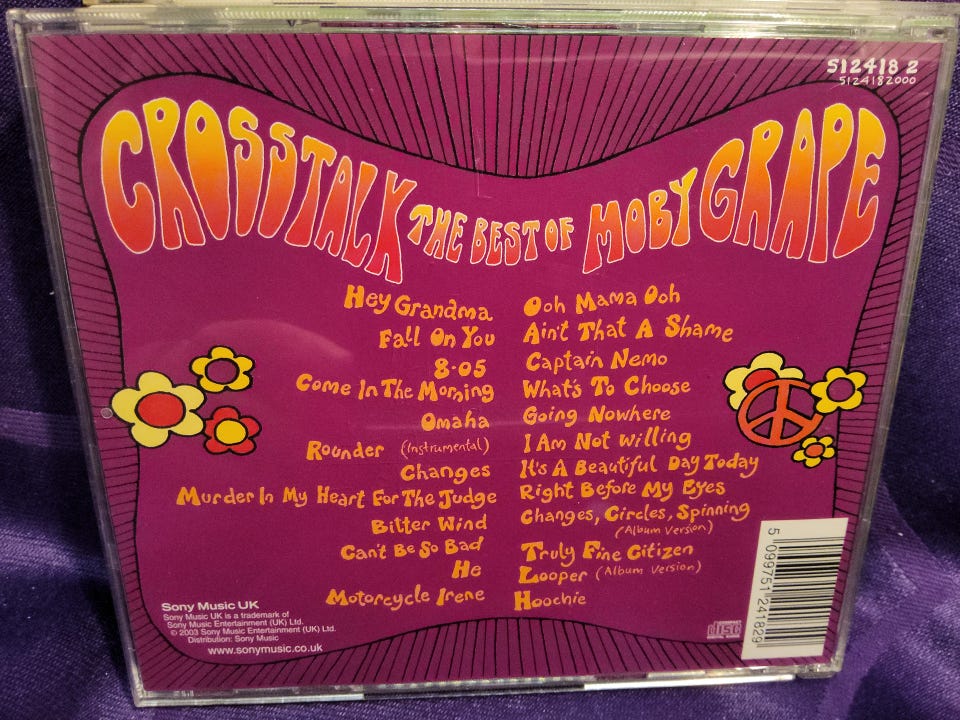 512418 2
5124182000
CROSSTALK THE BEST OF MOBY GRAPE
Hey Grandma
Fall On You
8·05
Come In The Morning
Omaha
Rounder (Instrumental)
Changes
Murder In My Heart For The Judge
Bitter Wind
Can't Be So Bad
He
Motorcycle Irene
Ooh Mama Ooh
Ain't That A Shame
Captain Nemo
What's To Choose
Going Nowhere
I Am Not Willing
It's A Beautiful Day Today
Right Before My Eyes
Changes, Circles, Spinning
(Album Version)
Truly Fine Citizen
Looper (Album Version)
Hoochie
Sony Music UK
Sony Music UK is a trademark of
Sony Music Entertainment (UK) Ltd.
© 2003 Sony Music Entertainment (UK) Ltd.
Distribution: Sony Music
www.sonymusic.co.uk
COMPACT
disc
DIGITAL AUDIO
5 099751 241829